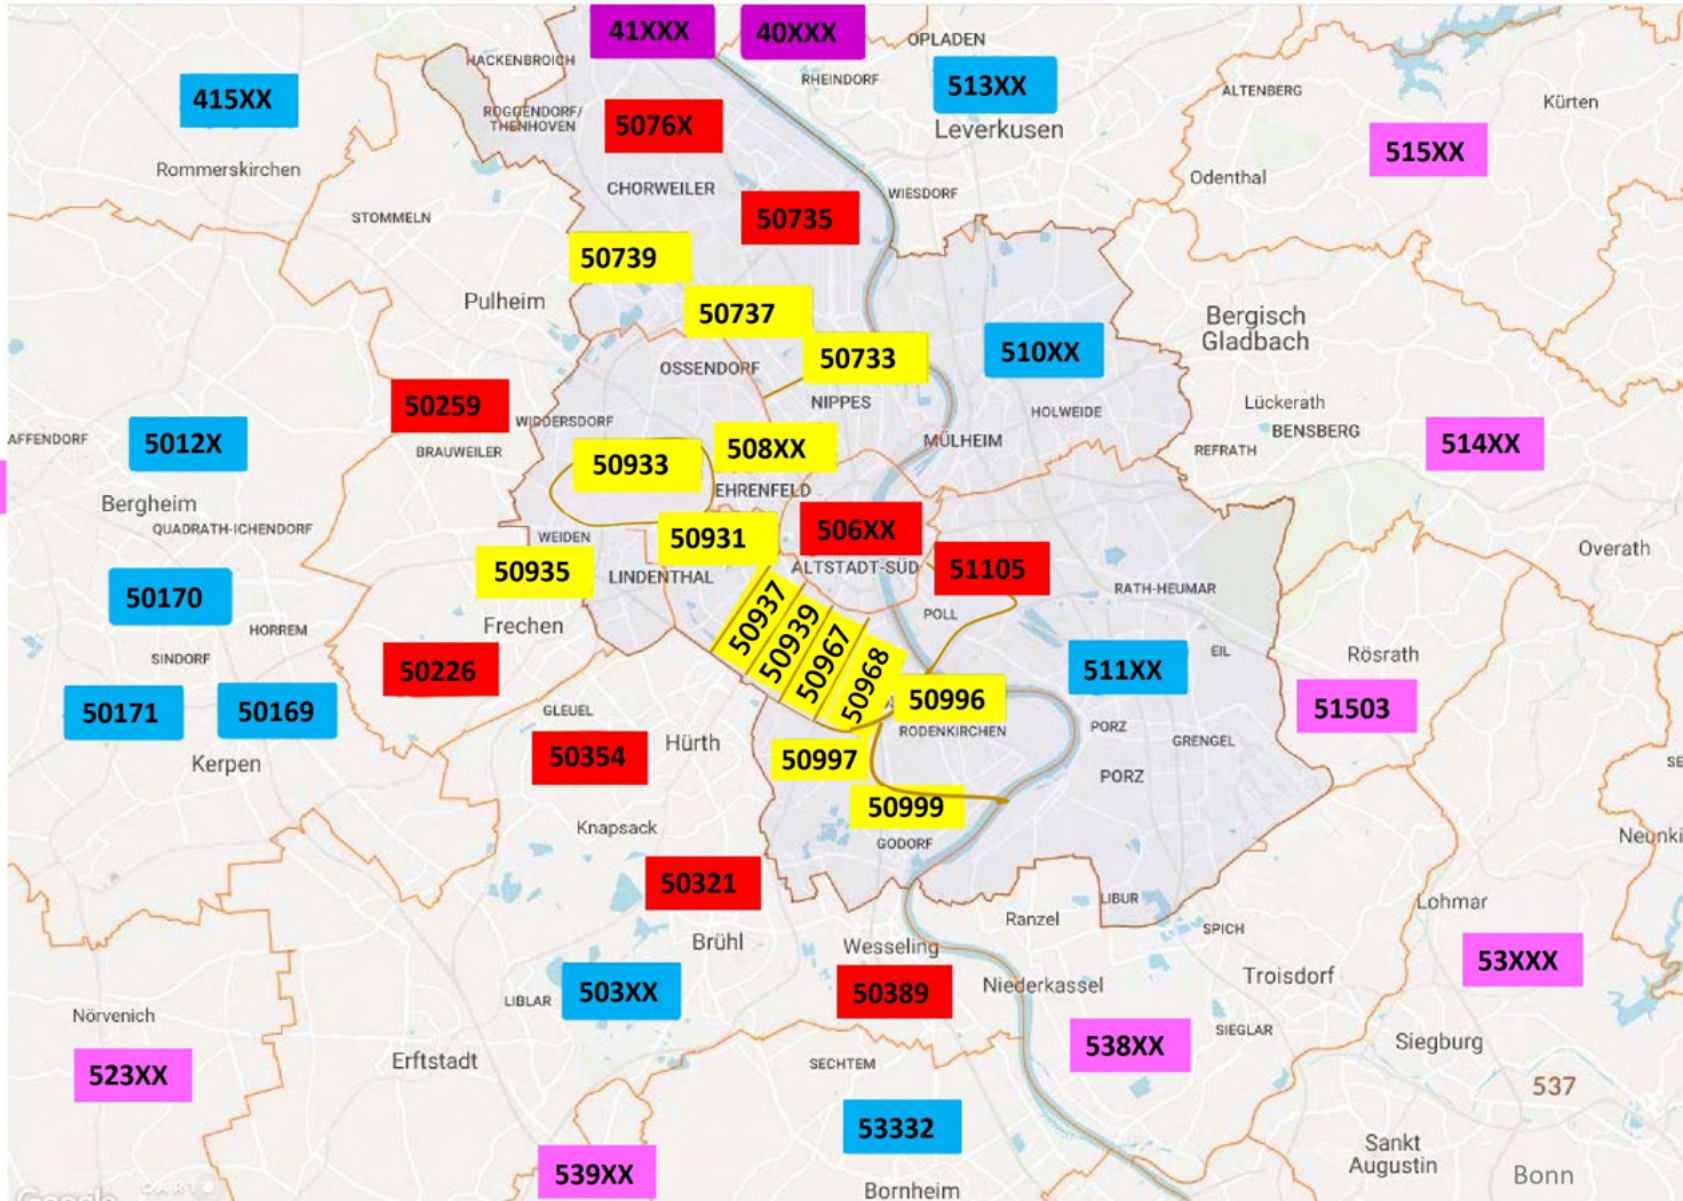 41XXX
40XXX
OPLADEN
HACKENBROICH
RHEINDORF
415XX
513XX
ALTENBERG
Kürten
ROGGENDORF/
THENHOVEN
5076X
Leverkusen
515XX
Rommerskirchen
Odenthal
CHORWEILER
WIESDORF
STOMMELN
50735
50739
Pulheim
50737
Bergisch
Gladbach
510XX
50733
OSSENDORF
50259
NIPPES
HOLWEIDE
Lückerath
BENSBERG
WIDDERSDORF
AFFENDORF
5012X
BRAUWEILER
508XX
MÜLHEIM
REFRATH
514XX
50933
EHRENFELD
Bergheim
QUADRATH-ICHENDORF
506XX
WEIDEN
50931
Overath
50935
LINDENTHAL
ALTSTADT-SÜD
51105
RATH-HEUMAR
50170
POLL
HORREM
Frechen
50937
50939
50967
50968
SINDORF
50226
511XX
EIL
Rösrath
50171
50169
GLEUEL
50996
51503
RODENKIRCHEN
PORZ
GRENGEL
Hürth
50354
50997
Kerpen
PORZ
SE
50999
Knapsack
GODORF
Neunki
50321
LIBUR
Lohmar
Ranzel
SPICH
Brühl
Wesseling
53XXX
Niederkassel
Troisdorf
503XX
50389
LIBLAR
Nörvenich
SIEGLAR
538XX
Siegburg
Erftstadt
SECHTEM
523XX
537
53332
Sankt
Augustin
539XX
Bonn
Bornheim
Google
CARTO